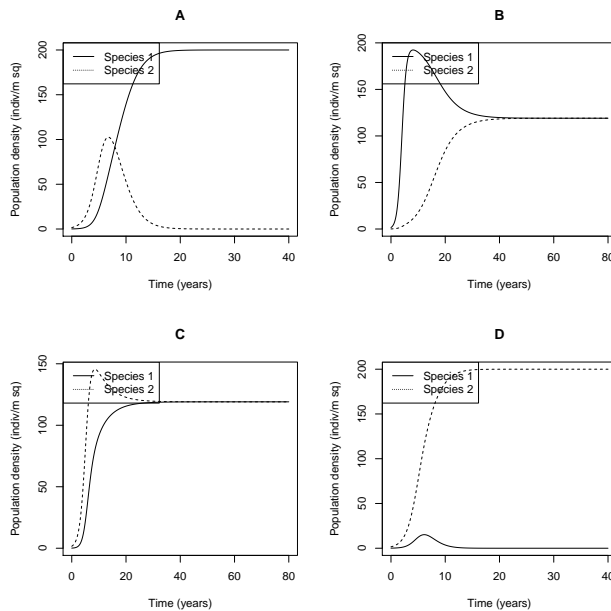 A
Population density (indiv/m sq)
0 50 100 150 200
Species 1
Species 2
0 10 20 30 40
Time (years)
B
Population density (indiv/m sq)
0 50 100 150 200
Species 1
Species 2
0 20 40 60 80
Time (years)
C
Population density (indiv/m sq)
0 50 100 150
Species 1
Species 2
0 20 40 60 80
Time (years)
D
Population density (indiv/m sq)
0 50 100 150 200
Species 1
Species 2
0 10 20 30 40
Time (years)